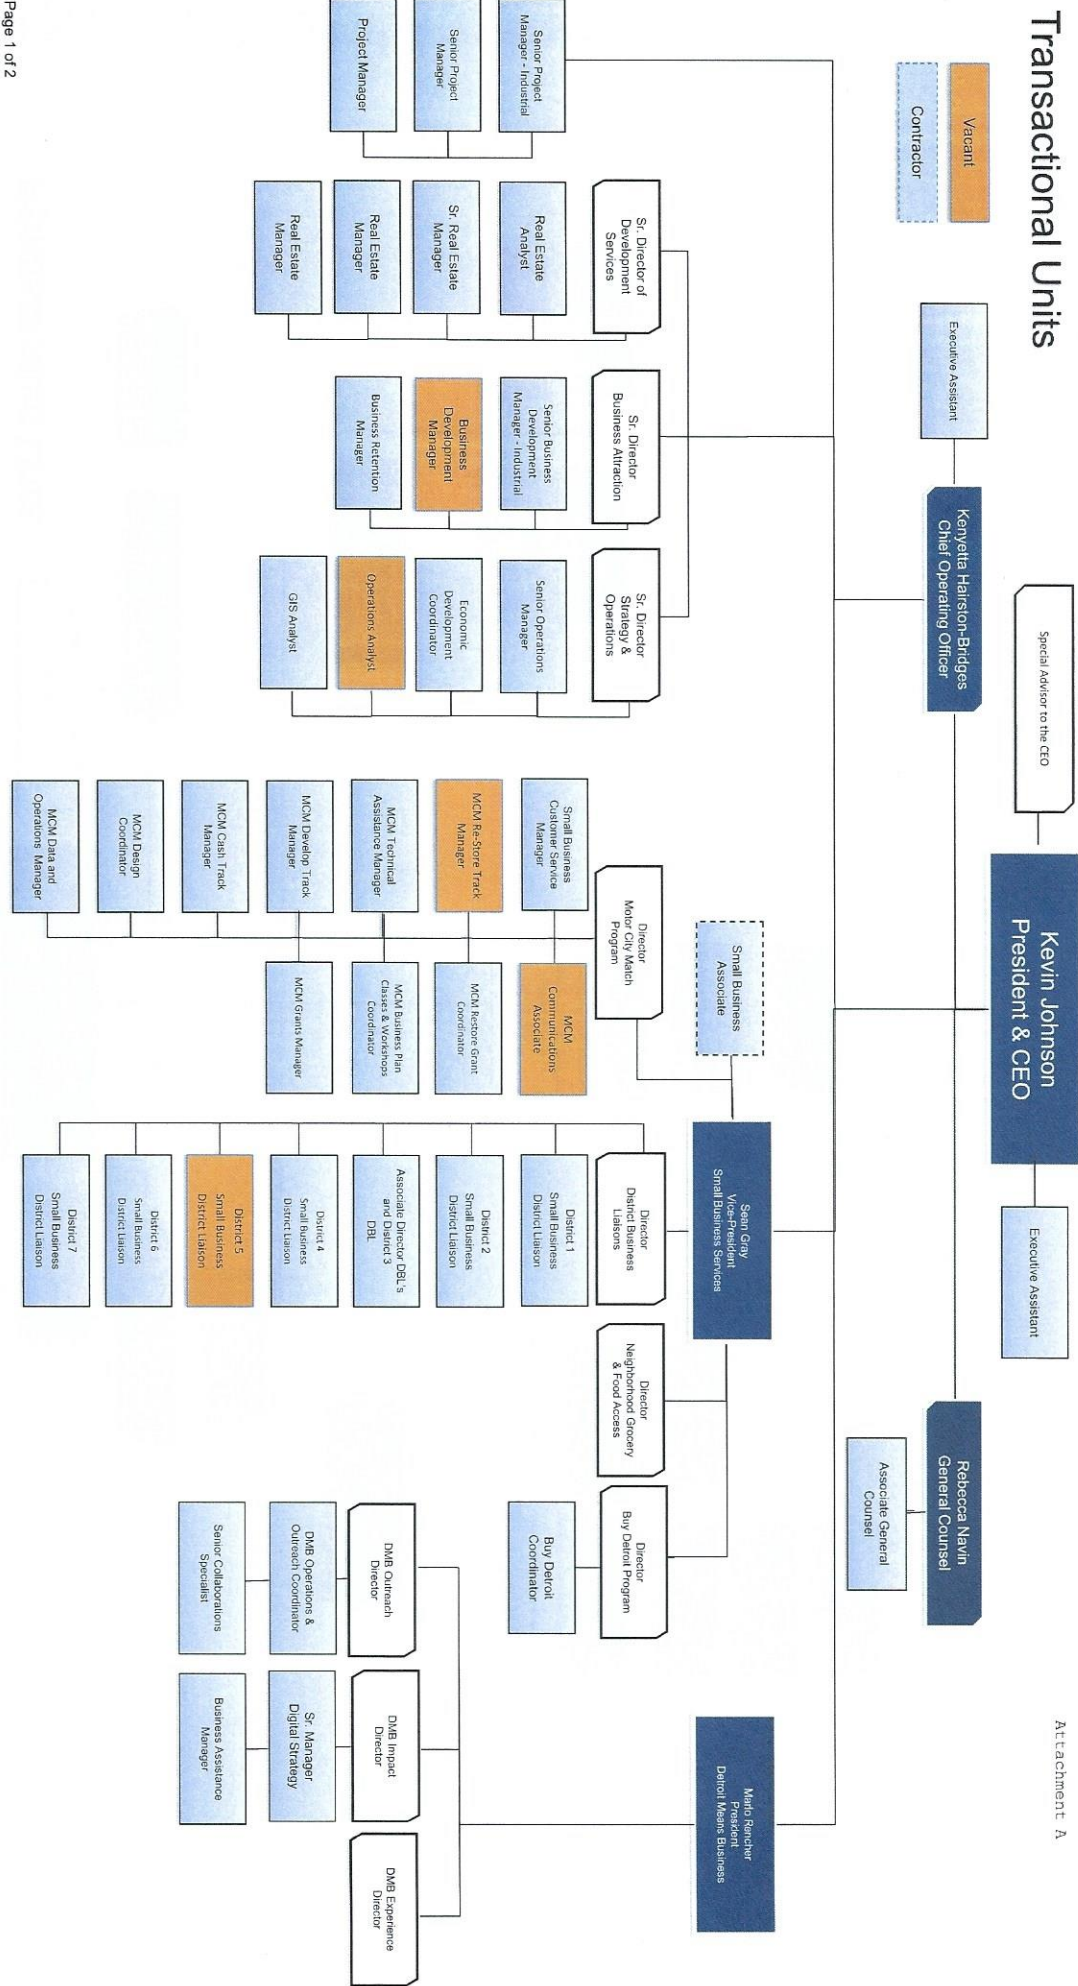 Transactional Units
Attachment A
Vacant
Contractor
Special Advisor to the CEO
Kevin Johnson
President & CEO
Executive Assistant
Executive Assistant
Kenyetta Hairston-Bridges
Chief Operating Officer
Rebecca Navin
General Counsel
Associate General
Counsel
Senior Project
Manager - Industrial
Senior Project
Manager
Project Manager
Sr. Director of
Development
Services
Real Estate
Analyst
Sr. Real Estate
Manager
Real Estate
Manager
Real Estate
Manager
Sr. Director
Business Attraction
Senior Business
Development
Manager - Industrial
Business
Development
Manager
Business Retention
Manager
Sr. Director
Strategy &
Operations
Senior Operations
Manager
Economic
Development
Coordinator
Operations Analyst
GIS Analyst
Small Business
Associate
Sean Gray
Vice-President
Small Business Services
Director
Motor City Match
Program
Small Business
Customer Service
Manager
MCM
Communications
Associate
MCM Re-Store Track
Manager
MCM Restore Grant
Coordinator
MCM Technical
Assistance Manager
MCM Business Plan
Classes & Workshops
Coordinator
MCM Develop Track
Manager
MCM Grants Manager
MCM Cash Track
Manager
MCM Design
Coordinator
MCM Data and
Operations Manager
Director
District Business
Liaisons
District 1
Small Business
District Liaison
District 2
Small Business
District Liaison
Associate Director DBL's
and District 3
DBL
District 4
Small Business
District Liaison
District 5
Small Business
District Liaison
District 6
Small Business
District Liaison
District 7
Small Business
District Liaison
Director
Neighborhood Grocery
& Food Access
Director
Buy Detroit Program
Buy Detroit
Coordinator
Marlo Rencher
President
Detroit Means Business
DMB Outreach
Director
DMB Operations &
Outreach Coordinator
Senior Collaborations
Specialist
DMB Impact
Director
Sr. Manager
Digital Strategy
Business Assistance
Manager
DMB Experience
Director
Page 1 of 2